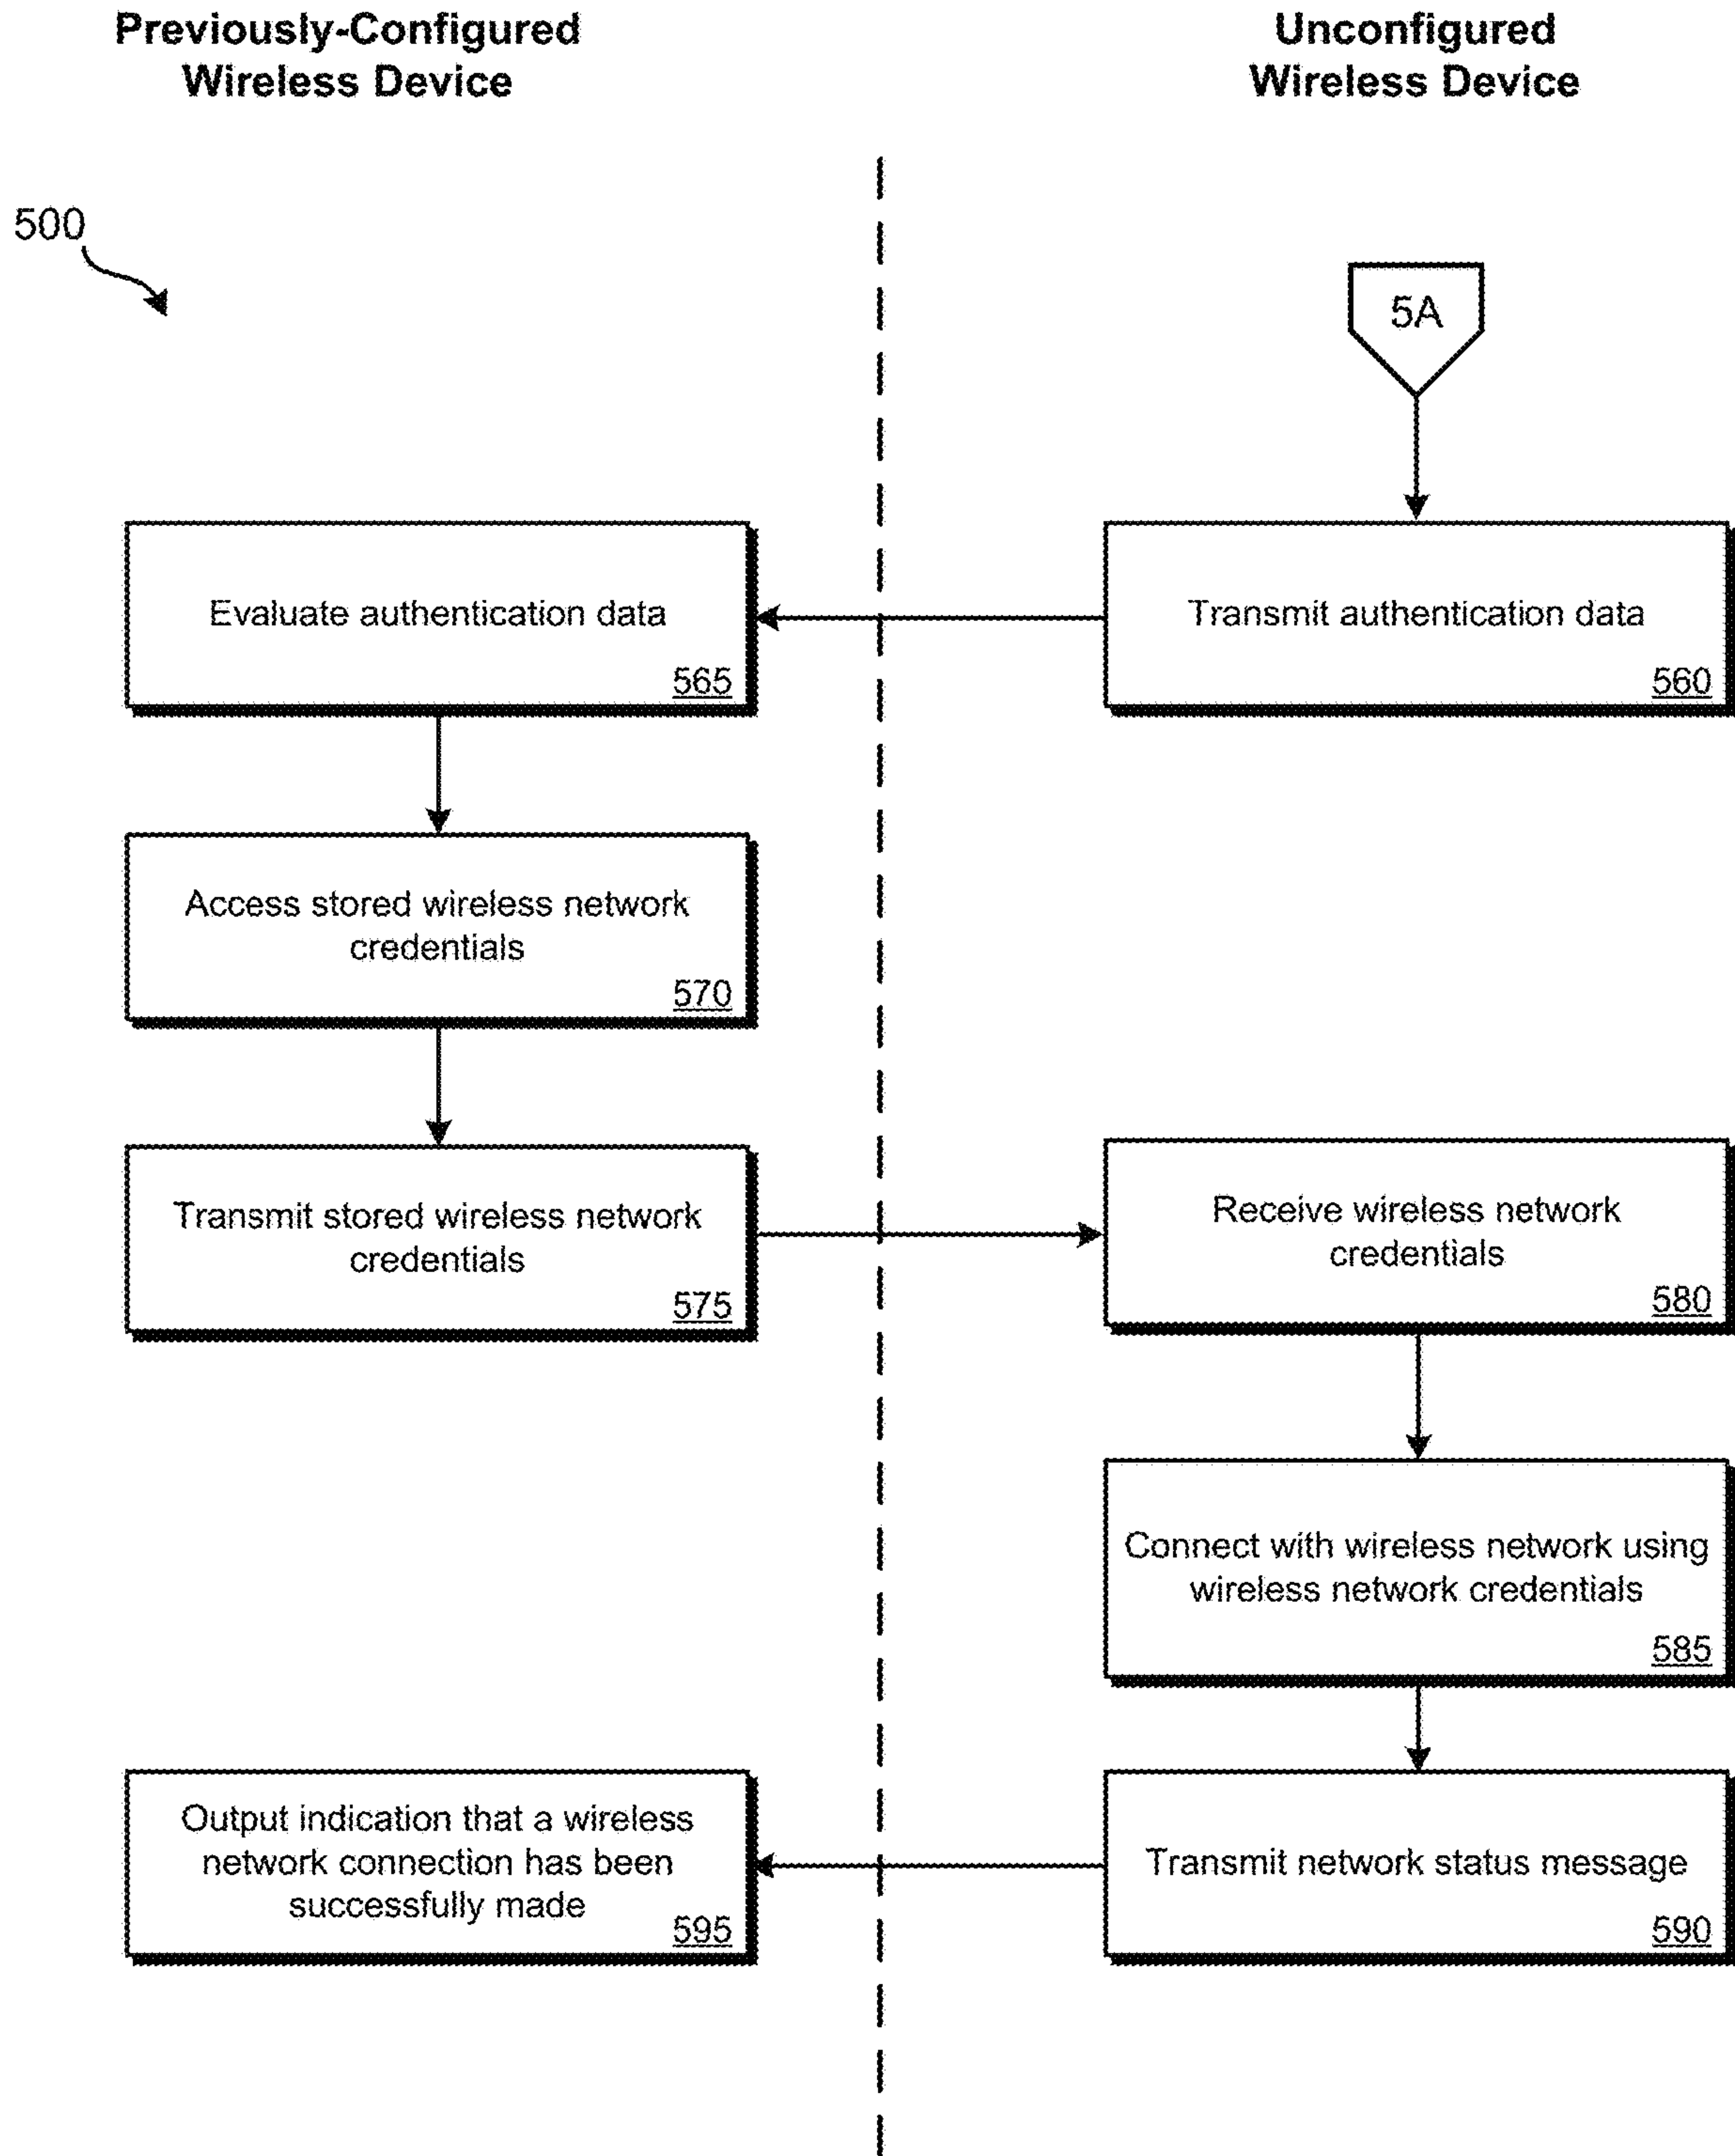 Previously-Configured
Wireless Device
Unconfigured
Wireless Device
500
5A
Evaluate authentication data
565
Transmit authentication data
560
Access stored wireless network
credentials
570
Transmit stored wireless network
credentials
575
Receive wireless network
credentials
580
Connect with wireless network using
wireless network credentials
585
Output indication that a wireless
network connection has been
successfully made
595
Transmit network status message
590